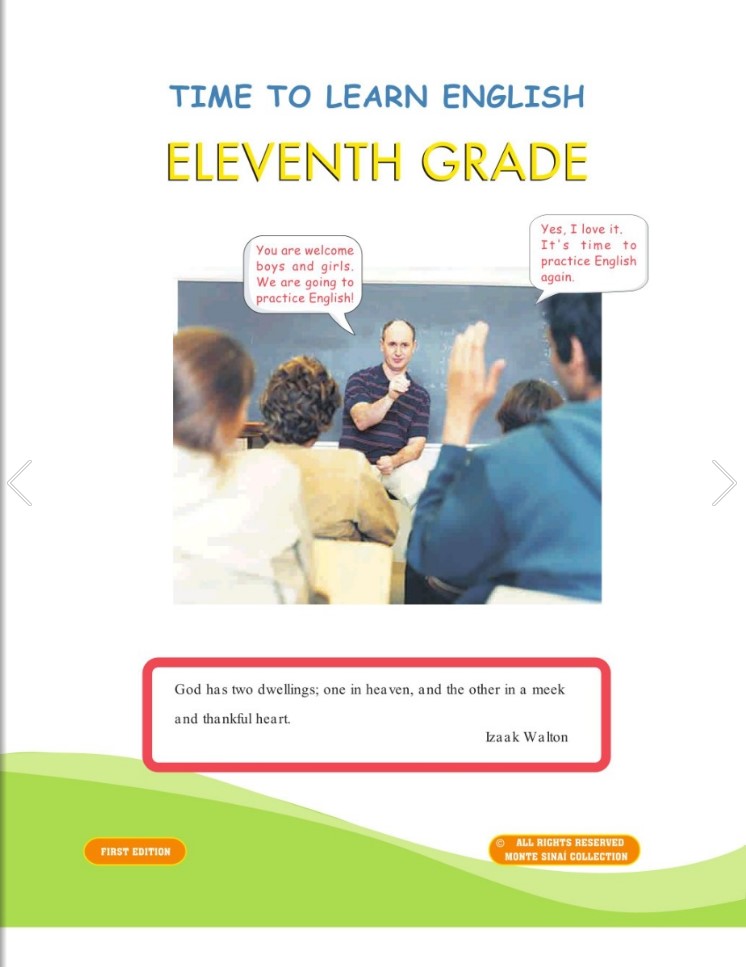 TIME TO LEARN ENGLISH
ELEVENTH GRADE
You are welcome
boys and girls.
We are going to
practice English!
Yes, I love it.
It's time to
practice English
again.
God has two dwellings; one in heaven, and the other in a meek
and thankful heart.
Izaak Walton
FIRST EDITION
© ALL RIGHTS RESERVED
MONTE SINAÍ COLLECTION